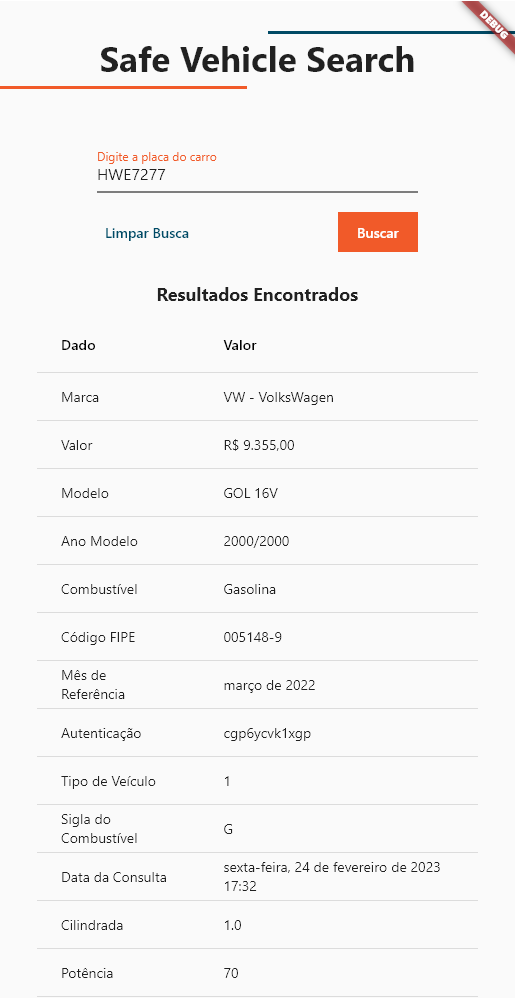 DEBUG
Safe Vehicle Search
Digite a placa do carro
HWE7277
Limpar Busca Buscar
Resultados Encontrados
Dado Valor
Marca VW - VolksWagen
Valor R$ 9.355,00
Modelo GOL 16V
Ano Modelo 2000/2000
Combustível Gasolina
Código FIPE 005148-9
Mês de
Referência março de 2022
Autenticação cgp6ycvk1xgp
Tipo de Veículo 1
Sigla do
Combustível G
Data da Consulta sexta-feira, 24 de fevereiro de 2023
17:32
Cilindrada 1.0
Potência 70